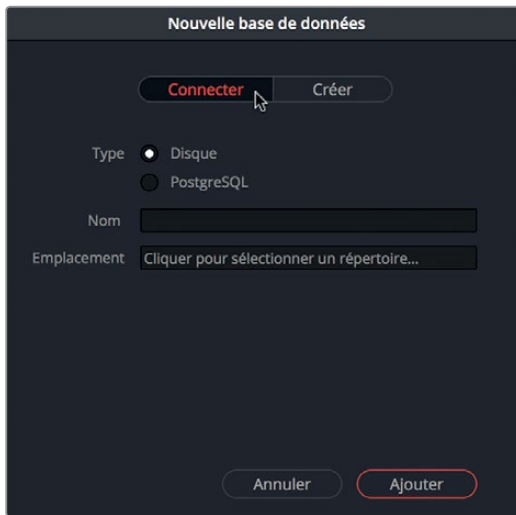 Nouvelle base de données
Connecter Créer
Type Disque
PostgreSQL
Nom
Emplacement Cliquer pour sélectionner un répertoire...
Annuler Ajouter